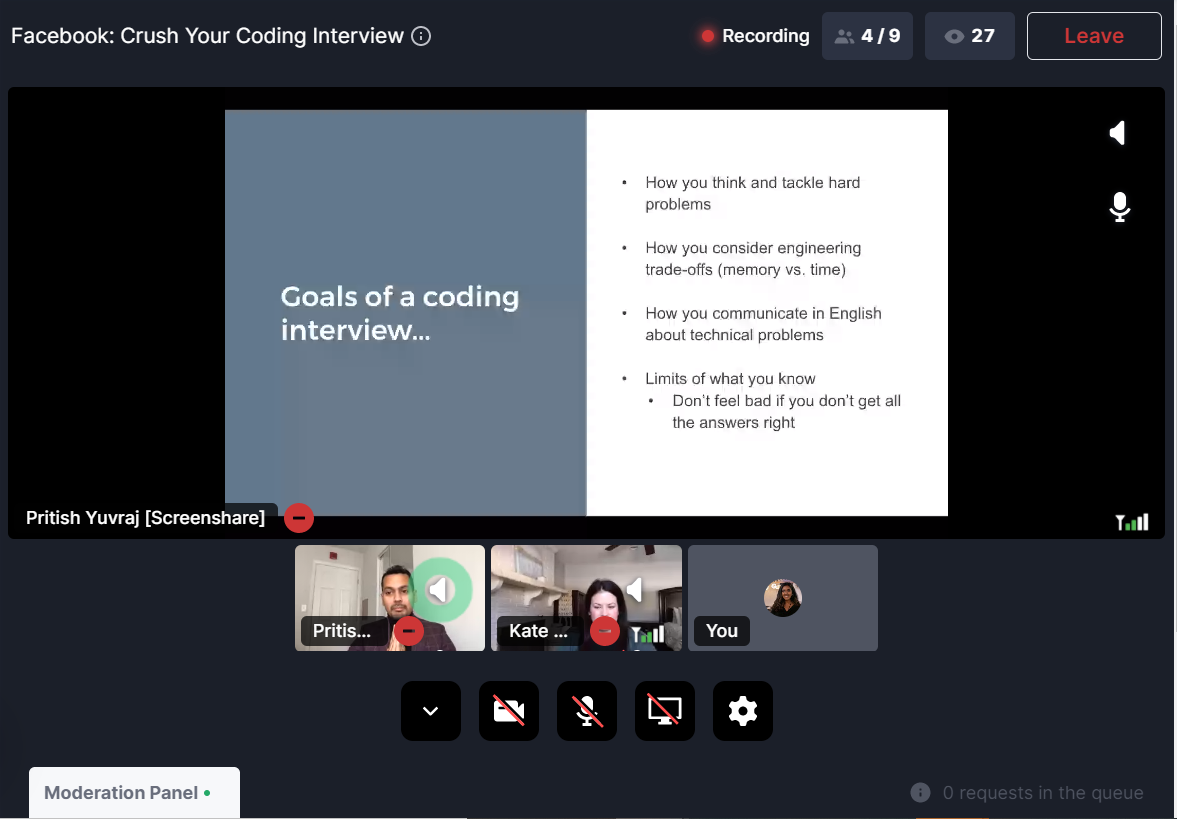 Facebook: Crush Your Coding Interview
Recording
4 / 9
27
Leave
Goals of a coding
interview...
• How you think and tackle hard
problems
• How you consider engineering
trade-offs (memory vs. time)
• How you communicate in English
about technical problems
• Limits of what you know
• Don't feel bad if you don't get all
the answers right
Pritish Yuvraj [Screenshare]
Pritis...
Kate ...
You
Moderation Panel
0 requests in the queue